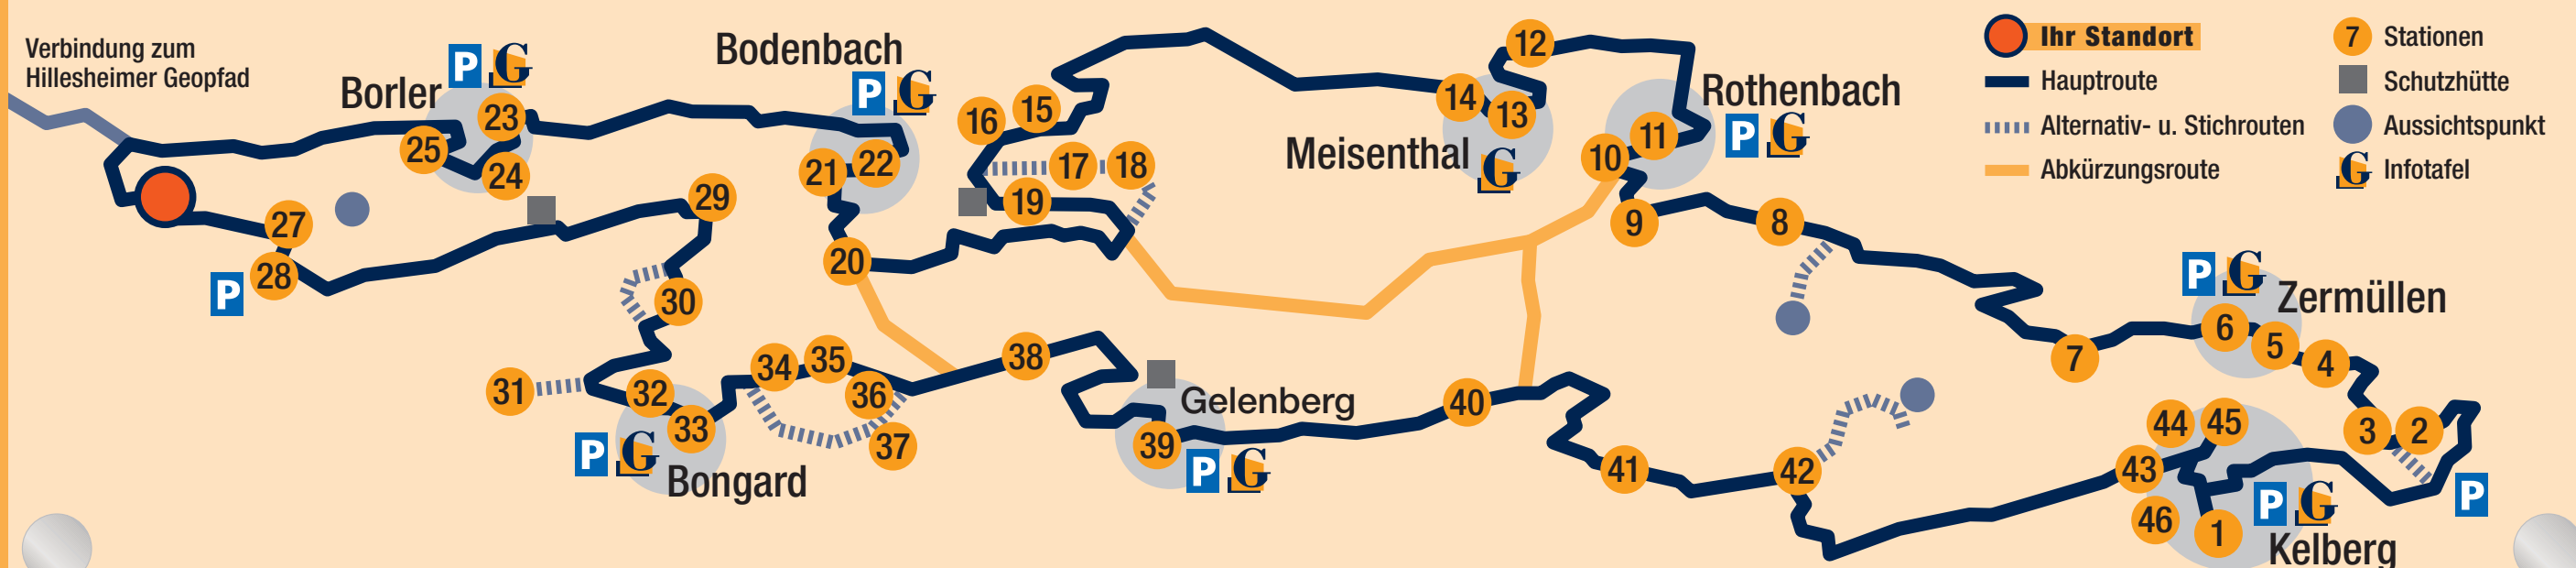 Verbindung zum
Hillesheimer Geopfad
Borler
P G
23
25
24
27
28
P
29
30
31
32
33
P G
Bongard
Bodenbach
P G
21
22
20
16
15
17
18
19
34
35
36
37
38
Gelenberg
39
P G
40
Meisenthal
G
14
13
12
Rothenbach
P G
10
11
9
8
7
41
42
Zermüllen
P G
6
5
4
3
2
P
44
45
43
46
1
P G
Kelberg
Ihr Standort
Hauptroute
Alternativ- u. Stichrouten
Abkürzungsroute
7 Stationen
Schutzhütte
Aussichtspunkt
G Infotafel